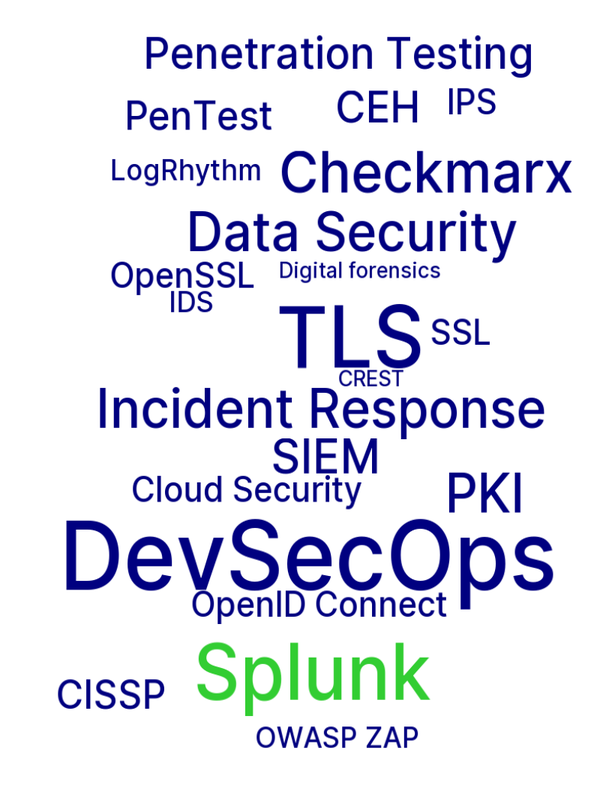 Penetration Testing
PenTest
CEH
IPS
LogRhythm
Checkmarx
Data Security
OpenSSL
Digital forensics
IDS
TLS
SSL
CREST
Incident Response
SIEM
Cloud Security
PKI
DevSecOps
OpenID Connect
Splunk
CISSP
OWASP ZAP